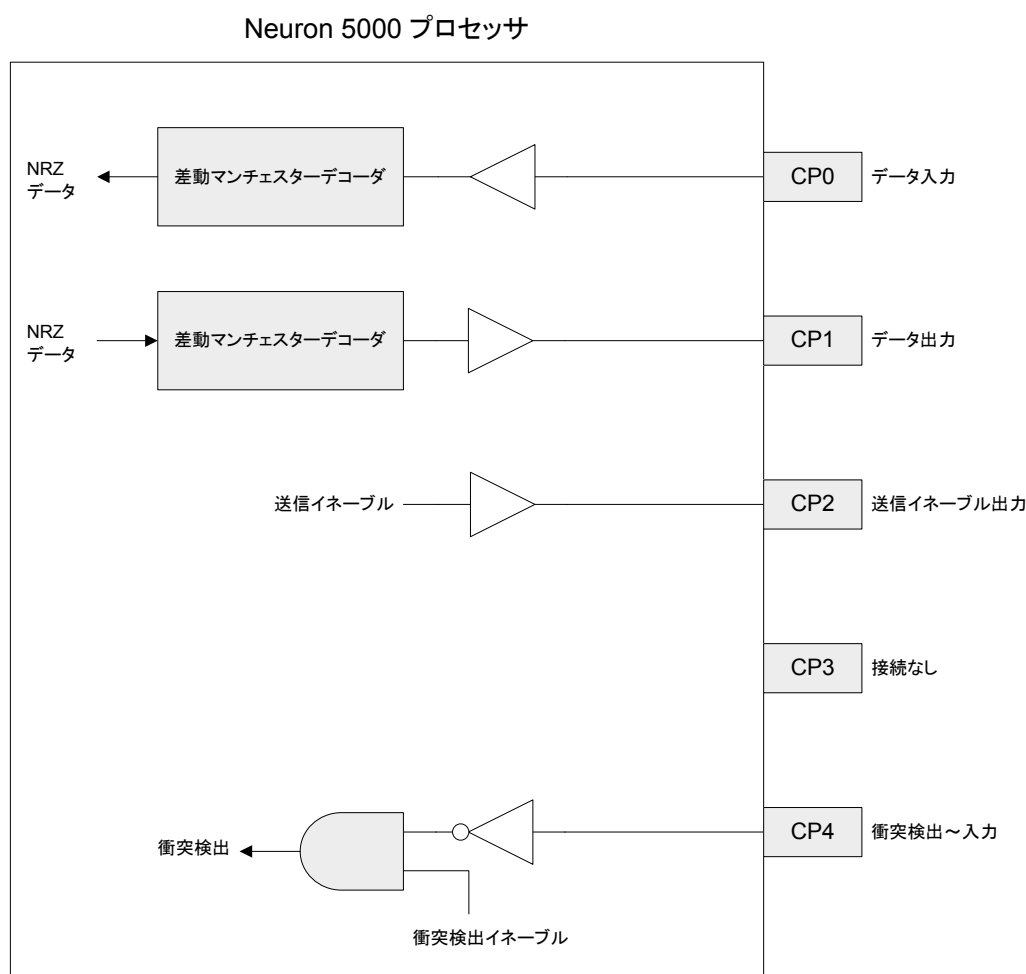 Neuron 5000 プロセッサ
NRZ
データ
差動マンチェスターデコーダ
CP0
データ入力
NRZ
データ
差動マンチェスターデコーダ
CP1
データ出力
送信イネーブル
CP2
送信イネーブル出力
CP3
接続なし
衝突検出
CP4
衝突検出～入力
衝突検出イネーブル